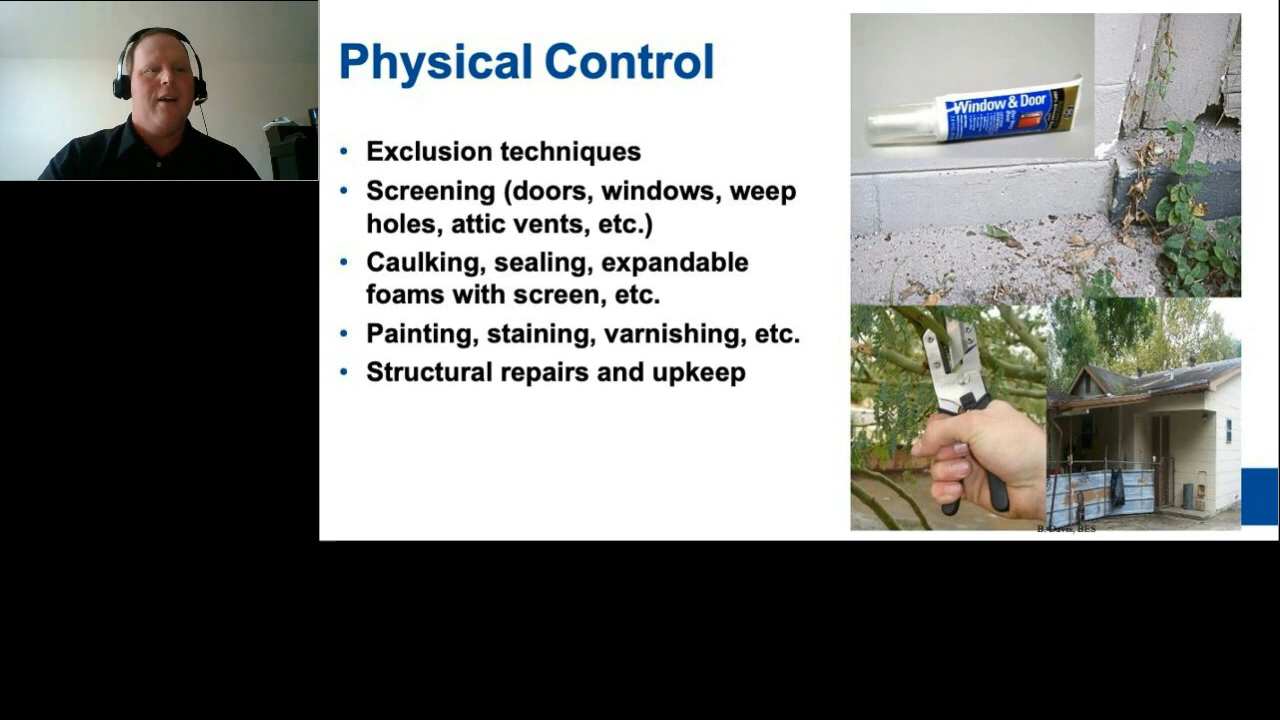 Physical Control
• Exclusion techniques
• Screening (doors, windows, weep
holes, attic vents, etc.)
• Caulking, sealing, expandable
foams with screen, etc.
• Painting, staining, varnishing, etc.
• Structural repairs and upkeep
Window & Door
B. Davis, BES